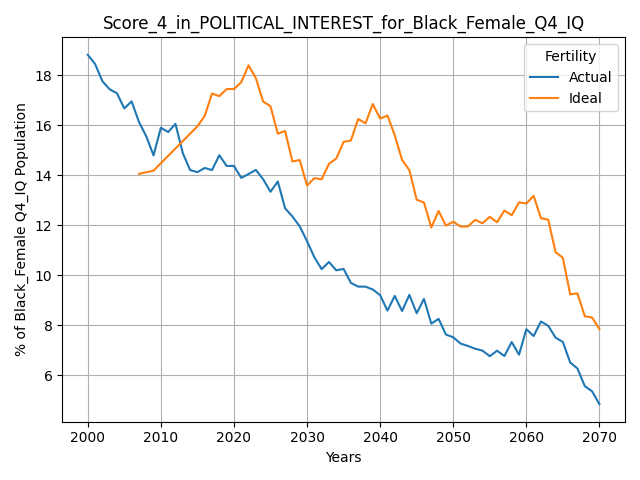 Score_4_in_POLITICAL_INTEREST_for_Black_Female_Q4_IQ
Fertility
Actual
Ideal
% of Black_Female Q4_IQ Population
18
16
14
12
10
8
6
2000 2010 2020 2030 2040 2050 2060 2070
Years